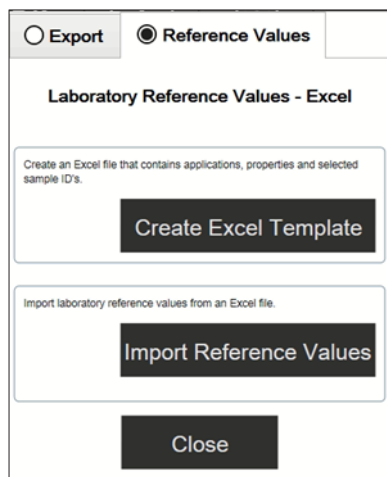 Export
Reference Values
Laboratory Reference Values - Excel
Create an Excel file that contains applications, properties and selected
sample ID's.
Create Excel Template
Import laboratory reference values from an Excel file.
Import Reference Values
Close